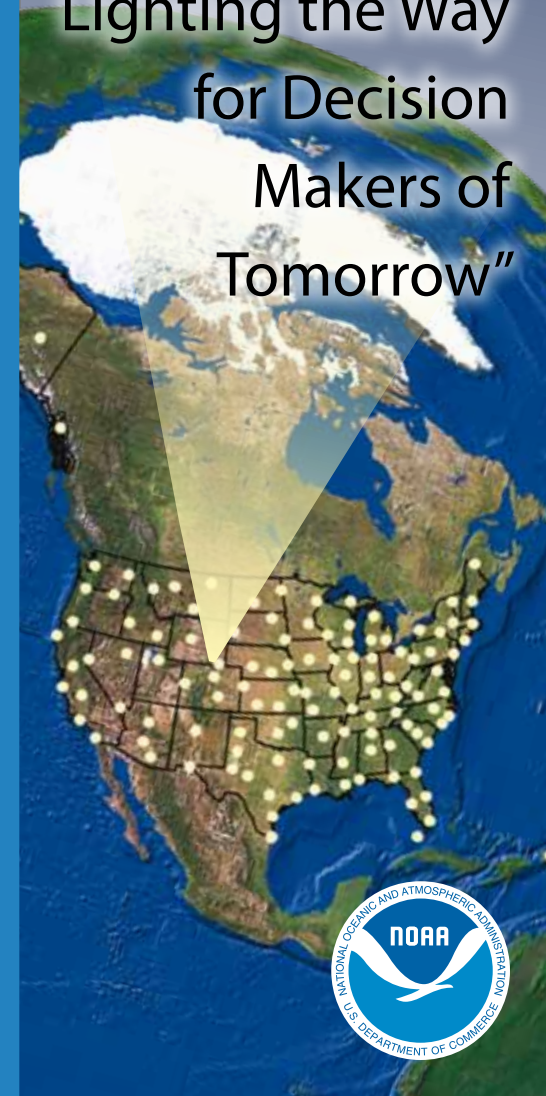 Lighting the Way
for Decision
Makers of
Tomorrow”
NATIONAL OCEANIC AND ATMOSPHERIC ADMINISTRATION
NOAA
U.S. DEPARTMENT OF COMMERCE